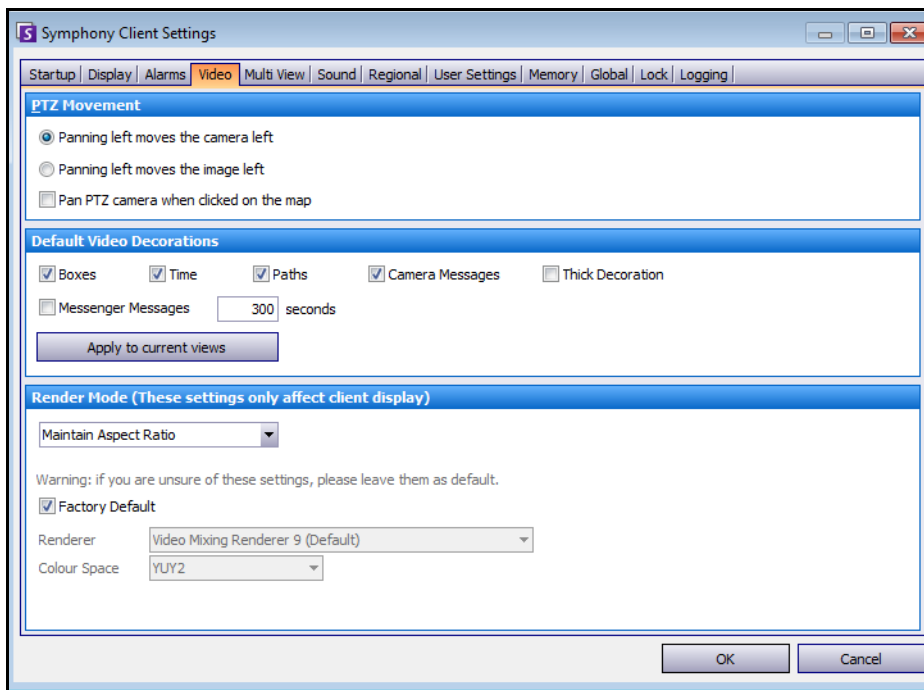 Symphony Client Settings
Startup Display Alarms Video Multi View Sound Regional User Settings Memory Global Lock Logging
PTZ Movement
Panning left moves the camera left
Panning left moves the image left
Pan PTZ camera when clicked on the map
Default Video Decorations
Boxes Time Paths Camera Messages Thick Decoration
Messenger Messages 300 seconds
Apply to current views
Render Mode (These settings only affect client display)
Maintain Aspect Ratio
Warning: if you are unsure of these settings, please leave them as default.
Factory Default
Renderer Video Mixing Renderer 9 (Default)
Colour Space YUY2
OK Cancel